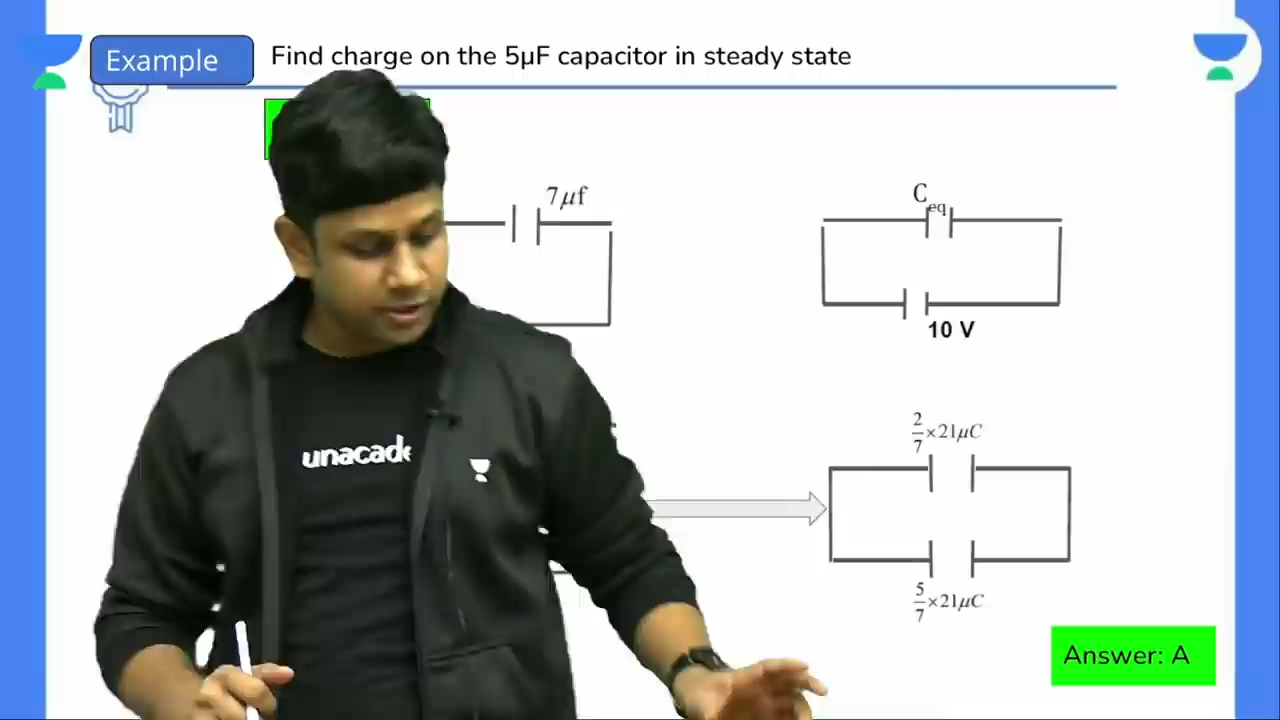 Example
Find charge on the 5μF capacitor in steady state
7μf
C_eq
10 V
2/7 ×21μC
unacade
5/7 ×21μC
Answer: A